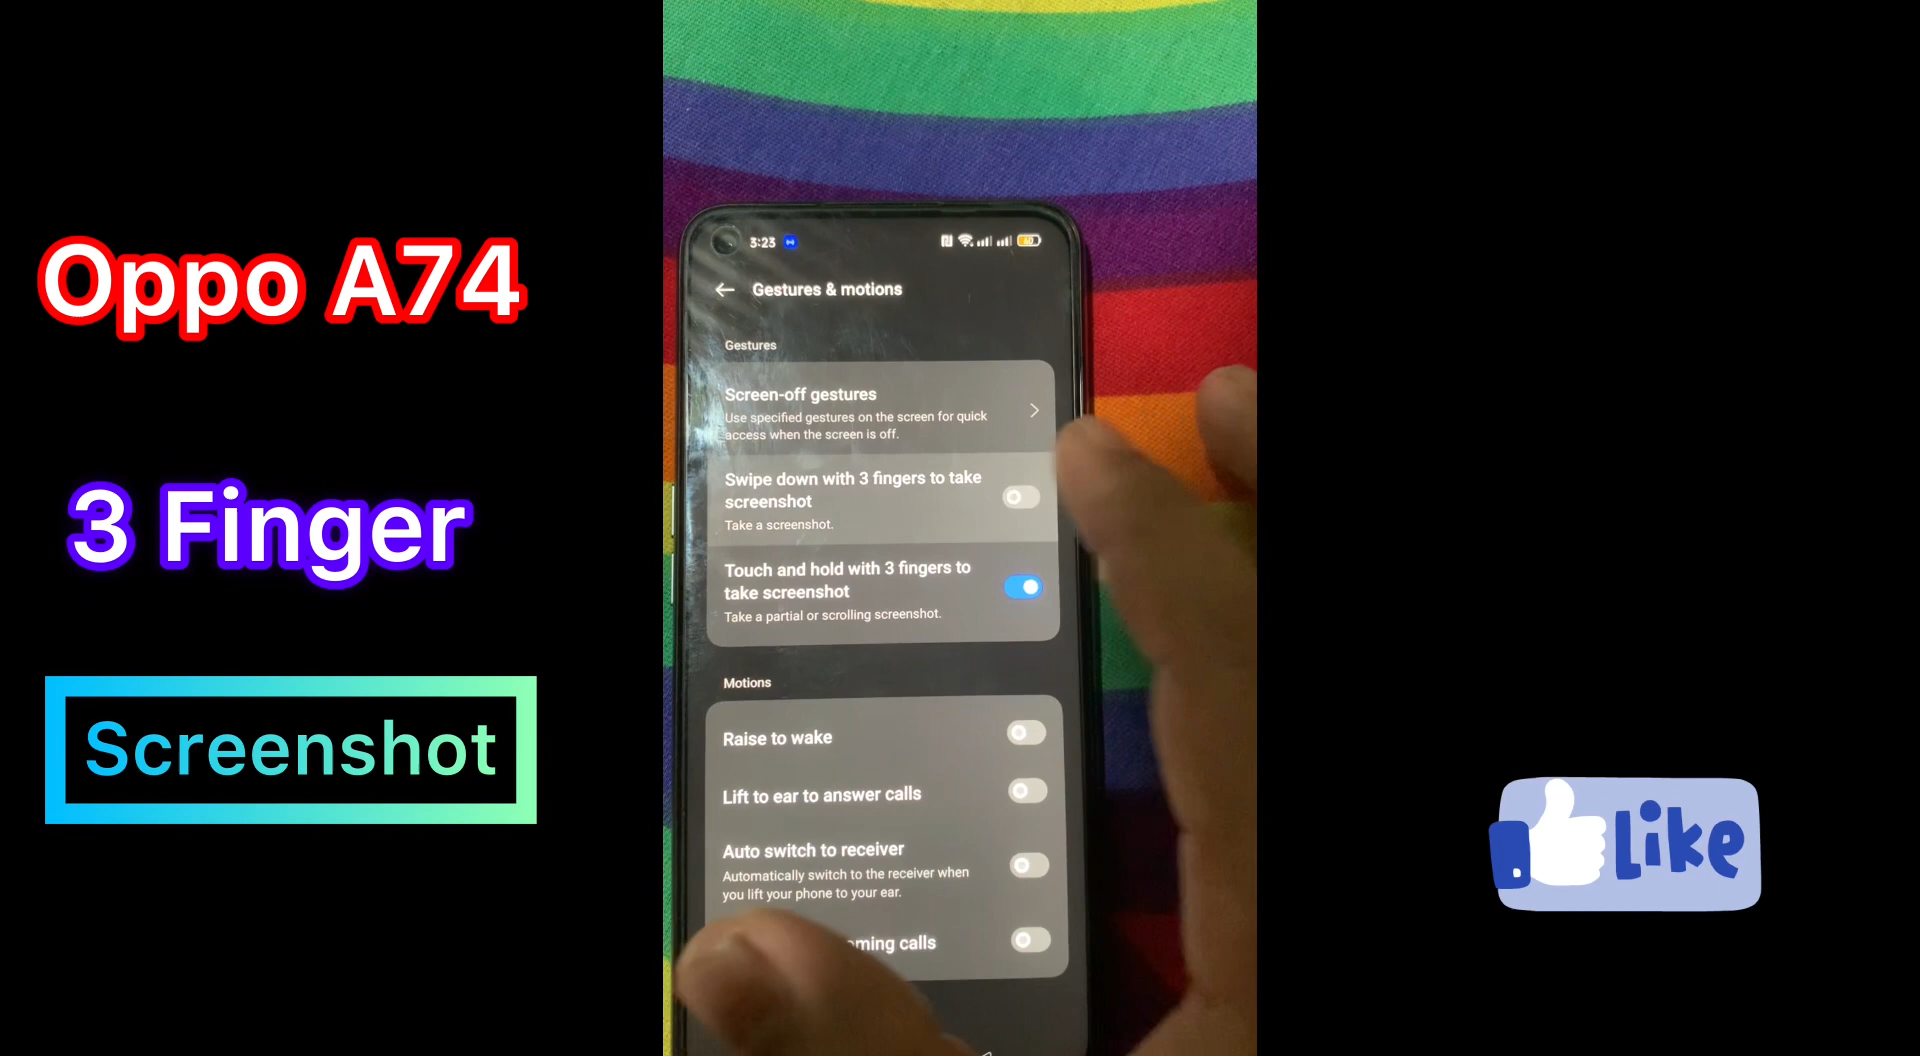 Oppo A74
3 Finger
Screenshot
3:23
60
Gestures & motions
Gestures
Screen-off gestures
Use specified gestures on the screen for quick
access when the screen is off.
Swipe down with 3 fingers to take
screenshot
Take a screenshot.
Touch and hold with 3 fingers to
take screenshot
Take a partial or scrolling screenshot.
Motions
Raise to wake
Lift to ear to answer calls
Auto switch to receiver
Automatically switch to the receiver when
you lift your phone to your ear.
calls
Like